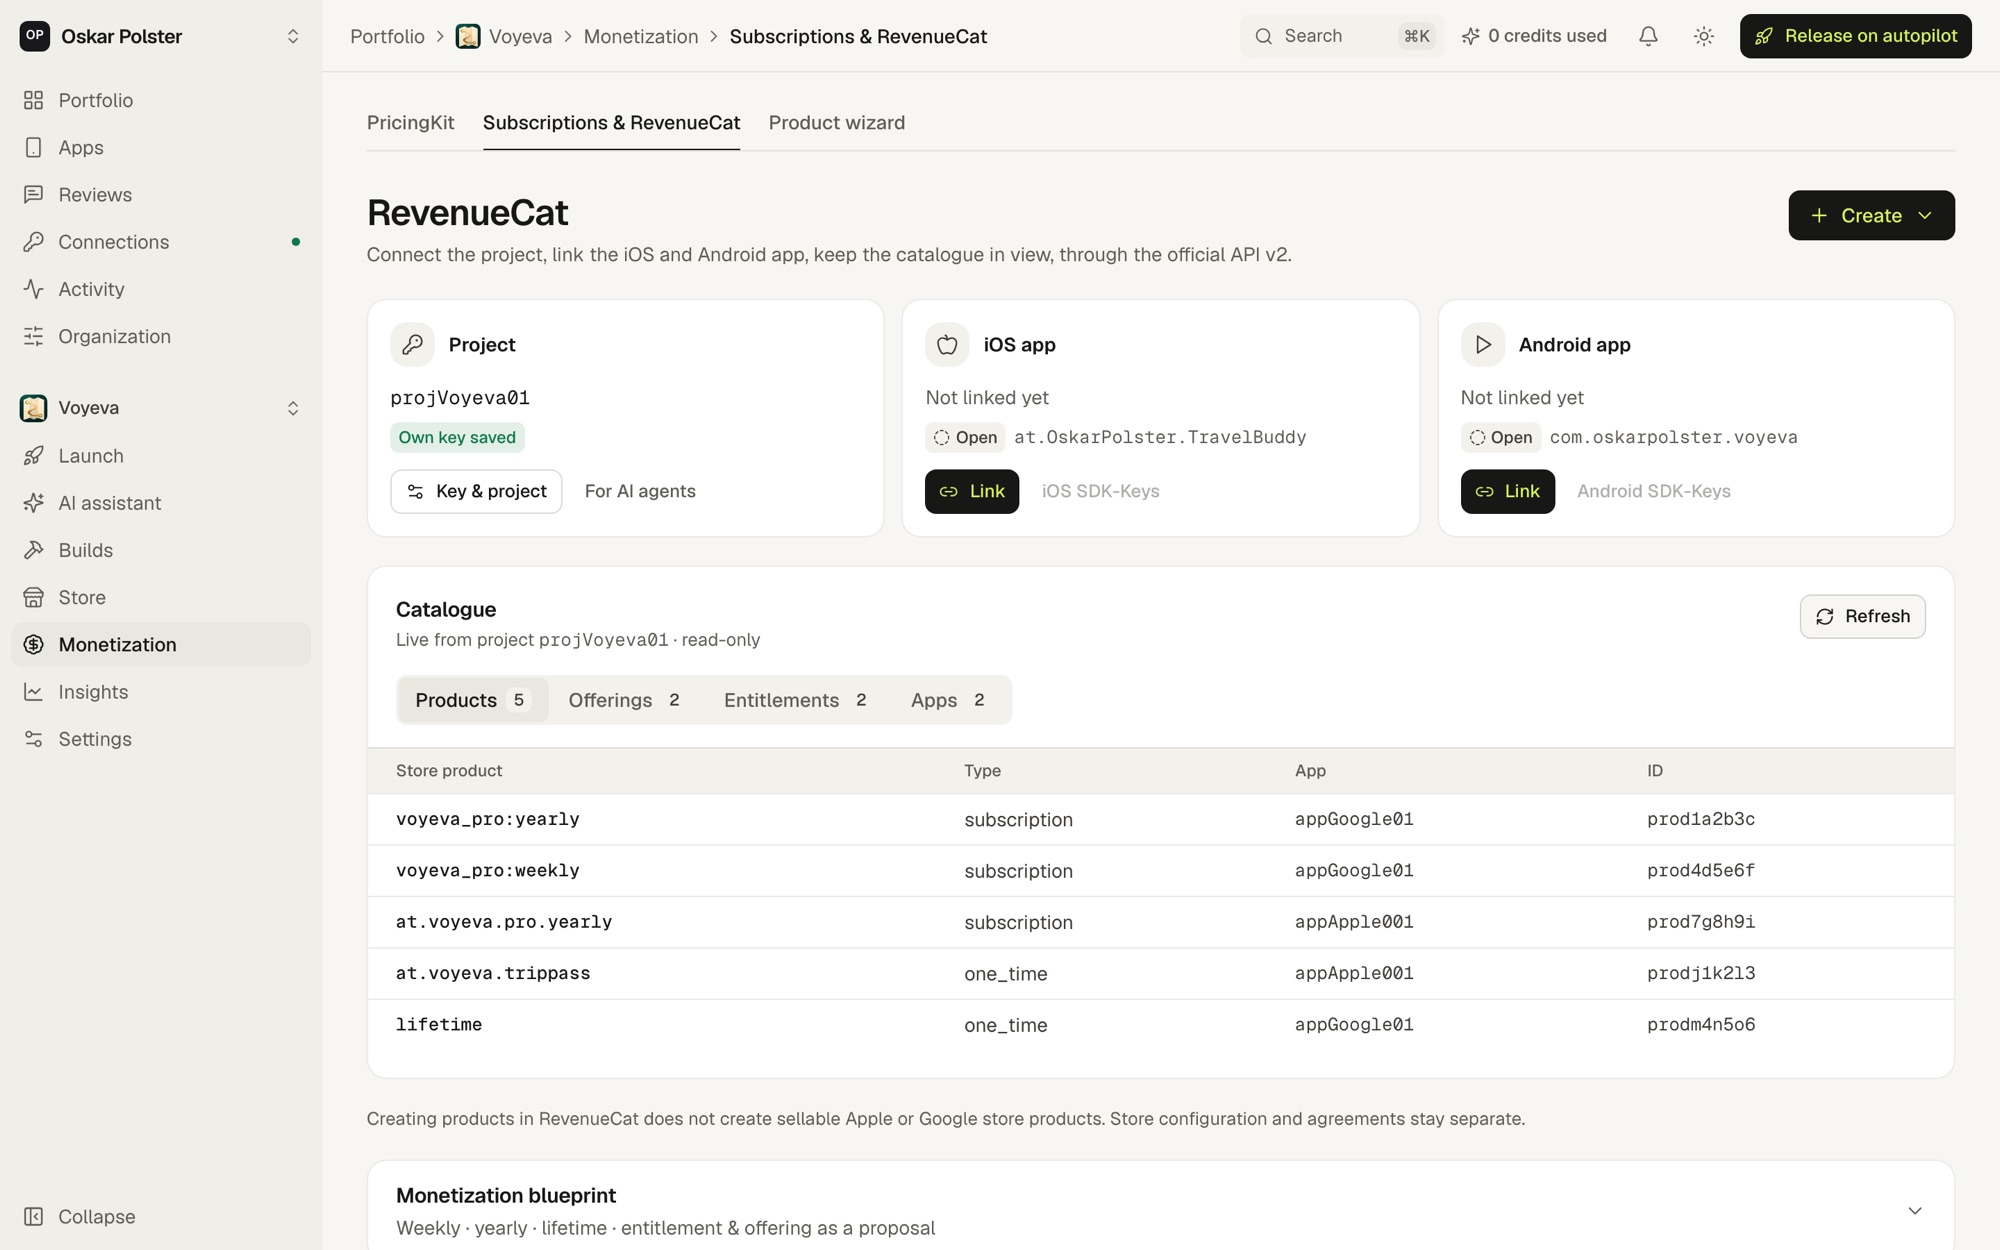 OP Oskar Polster
Portfolio
Apps
Reviews
Connections
Activity
Organization
Voyeva
Launch
AI assistant
Builds
Store
Monetization
Insights
Settings
Collapse
Portfolio > Voyeva > Monetization > Subscriptions & RevenueCat
Search ⌘K
0 credits used
Release on autopilot
PricingKit Subscriptions & RevenueCat Product wizard
RevenueCat
Connect the project, link the iOS and Android app, keep the catalogue in view, through the official API v2.
+ Create
Project
projVoyeva01
Own key saved
Key & project For AI agents
iOS app
Not linked yet
Open at.OskarPolster.TravelBuddy
Link iOS SDK-Keys
Android app
Not linked yet
Open com.oskarpolster.voyeva
Link Android SDK-Keys
Catalogue
Live from project projVoyeva01 · read-only
Refresh
Products 5 Offerings 2 Entitlements 2 Apps 2
Store product Type App ID
voyeva_pro:yearly subscription appGoogle01 prod1a2b3c
voyeva_pro:weekly subscription appGoogle01 prod4d5e6f
at.voyeva.pro.yearly subscription appApple001 prod7g8h9i
at.voyeva.trippass one_time appApple001 prodj1k2l3
lifetime one_time appGoogle01 prodm4n5o6
Creating products in RevenueCat does not create sellable Apple or Google store products. Store configuration and agreements stay separate.
Monetization blueprint
Weekly · yearly · lifetime · entitlement & offering as a proposal